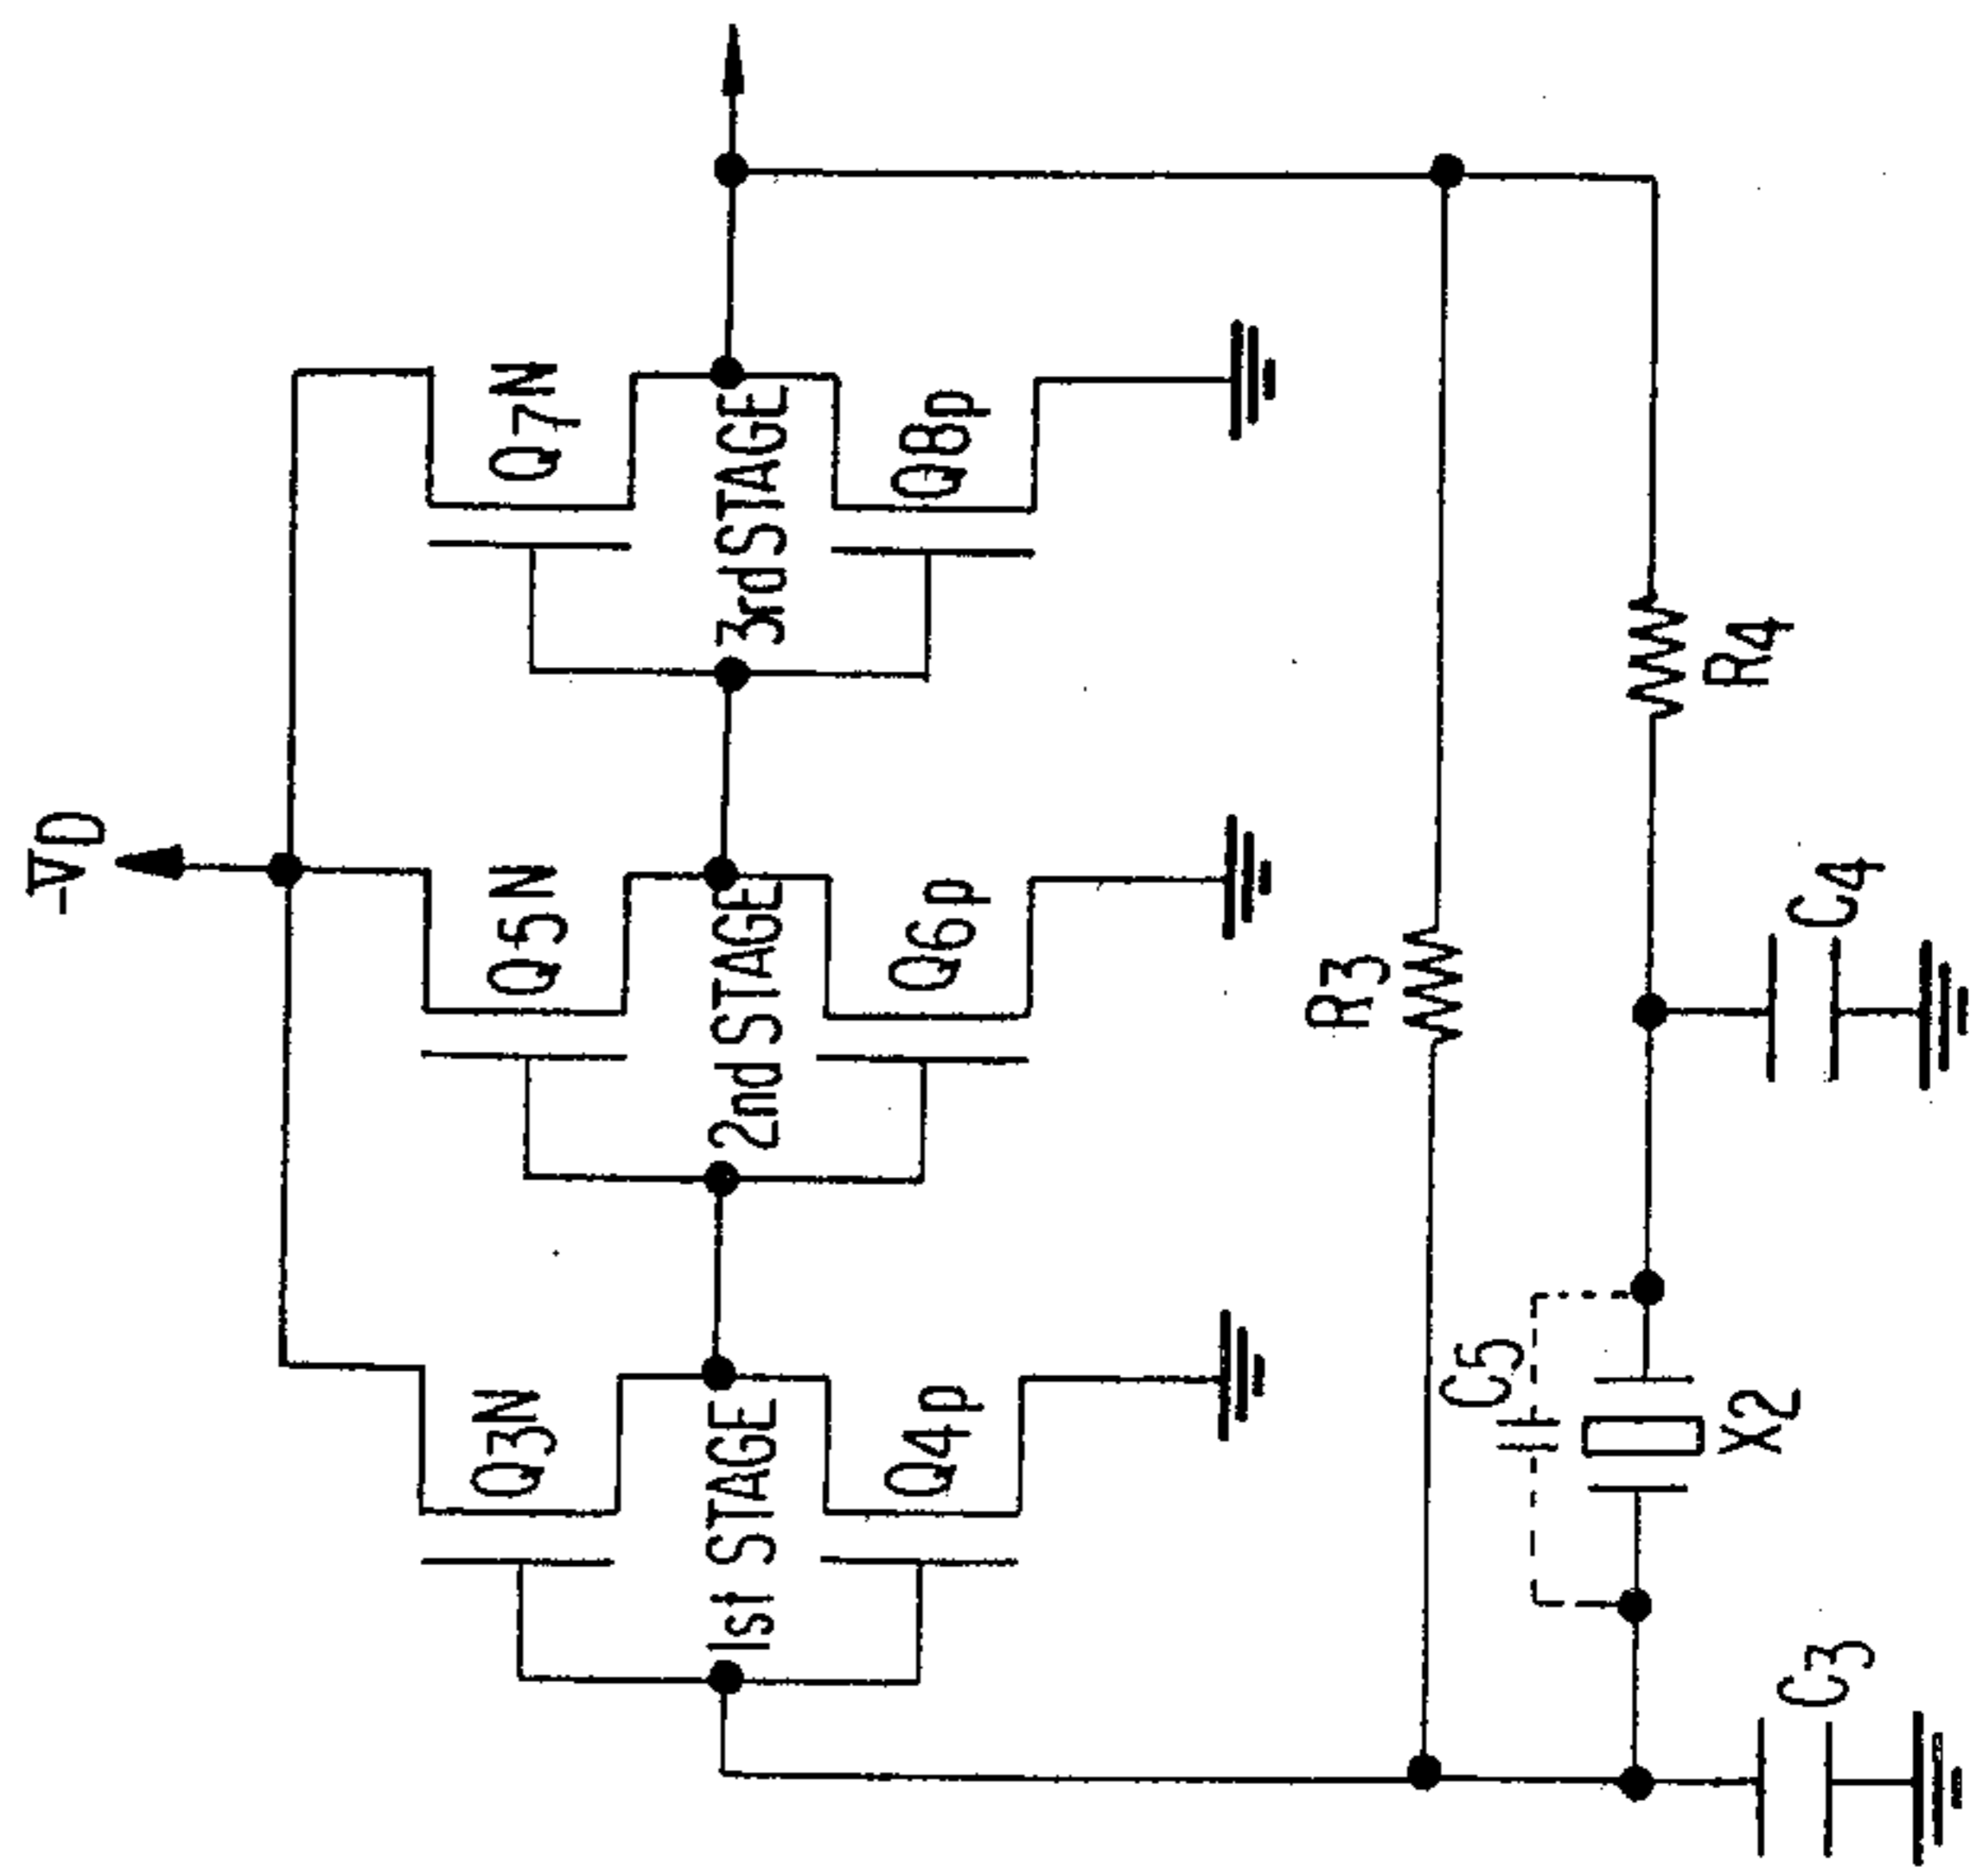 -VD
Q3N
Q5N
Q7N
1st STAGE
2nd STAGE
3rd STAGE
Q4p
Q6p
Q8p
R3
C5
X2
R4
C3
C4